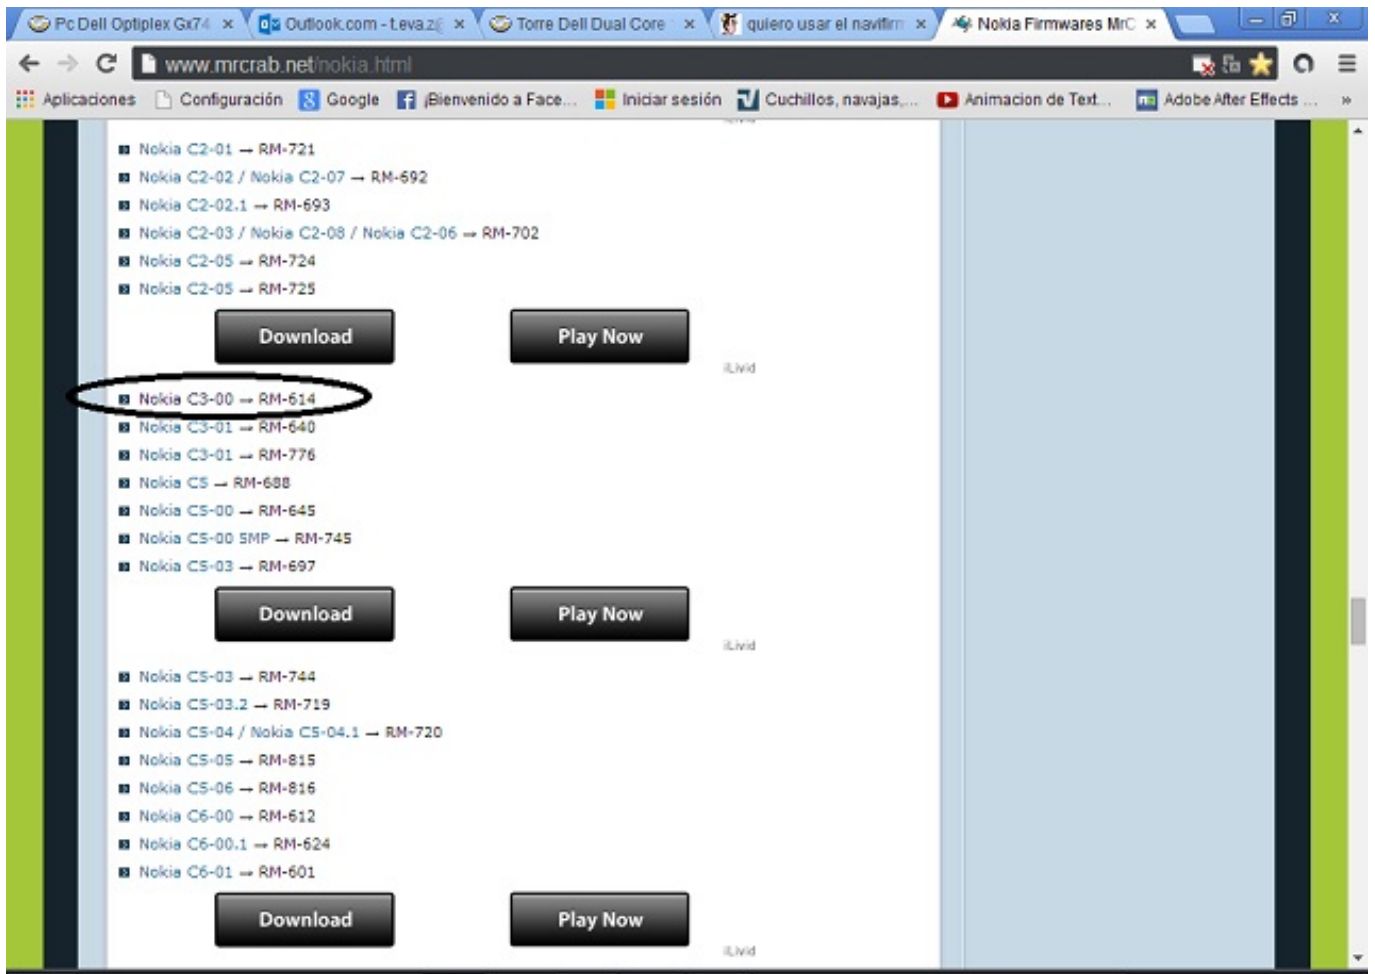 Pc Dell Optiplex Gx74
Outlook.com - t.eva.z@
Torre Dell Dual Core
quiero usar el navifirm
Nokia Firmwares MrC
www.mrcrab.net/nokia.html
Aplicaciones
Configuración
Google
¡Bienvenido a Face...
Iniciar sesión
Cuchillos, navajas,...
Animacion de Text...
Adobe After Effects ...
»
Nokia C2-01 → RM-721
Nokia C2-02 / Nokia C2-07 → RM-692
Nokia C2-02.1 → RM-693
Nokia C2-03 / Nokia C2-08 / Nokia C2-06 → RM-702
Nokia C2-05 → RM-724
Nokia C2-05 → RM-725
Download
Play Now
iLivid
Nokia C3-00 → RM-614
Nokia C3-01 → RM-640
Nokia C3-01 → RM-776
Nokia C5 → RM-688
Nokia C5-00 → RM-645
Nokia C5-00 5MP → RM-745
Nokia C5-03 → RM-697
Download
Play Now
iLivid
Nokia C5-03 → RM-744
Nokia C5-03.2 → RM-719
Nokia C5-04 / Nokia C5-04.1 → RM-720
Nokia C5-05 → RM-815
Nokia C5-06 → RM-816
Nokia C6-00 → RM-612
Nokia C6-00.1 → RM-624
Nokia C6-01 → RM-601
Download
Play Now
iLivid